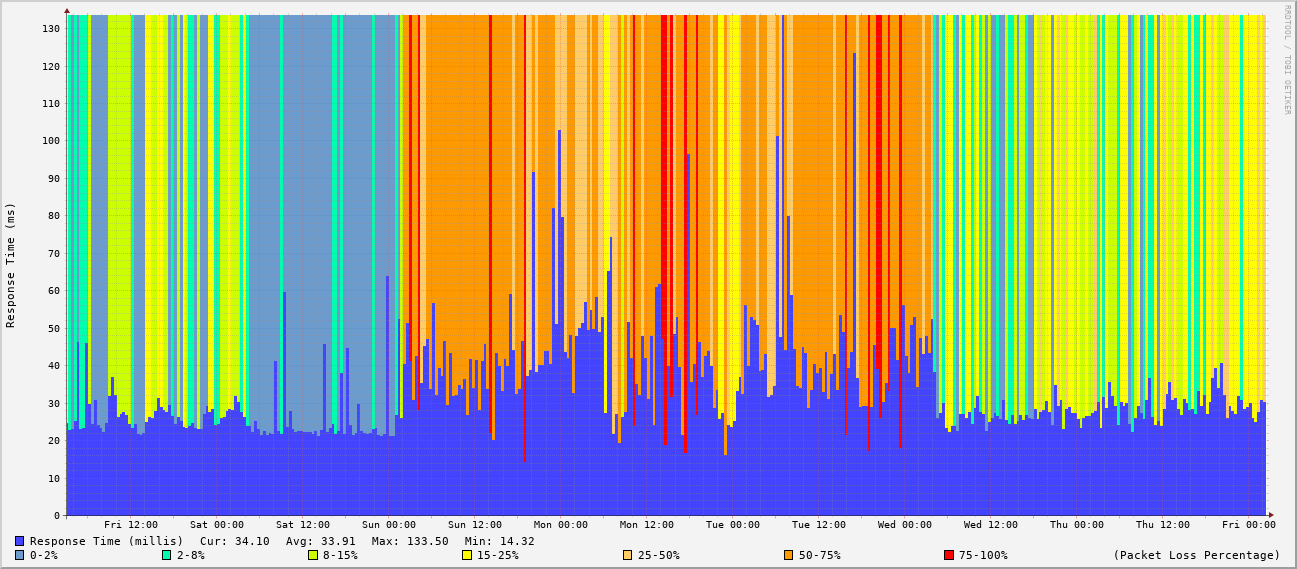 RRDTOOL / TOBI OETIKER
Response Time (ms)
130
120
110
100
90
80
70
60
50
40
30
20
10
0
Fri 12:00 Sat 00:00 Sat 12:00 Sun 00:00 Sun 12:00 Mon 00:00 Mon 12:00 Tue 00:00 Tue 12:00 Wed 00:00 Wed 12:00 Thu 00:00 Thu 12:00 Fri 00:00
Response Time (millis) Cur: 34.10 Avg: 33.91 Max: 133.50 Min: 14.32
0-2% 2-8% 8-15% 15-25% 25-50% 50-75% 75-100% (Packet Loss Percentage)